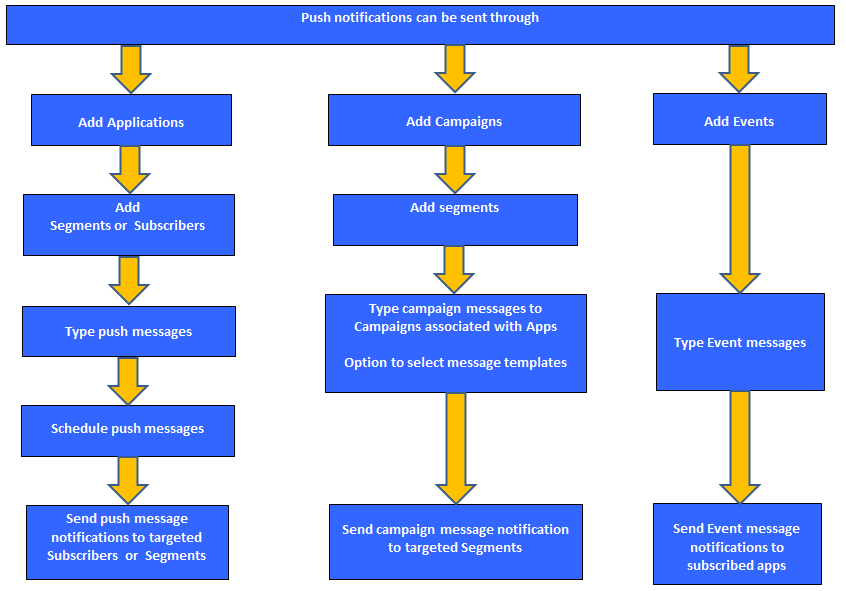 Push notifications can be sent through
Add Applications
Add
Segments or Subscribers
Type push messages
Schedule push messages
Send push message
notifications to targeted
Subscribers or Segments
Add Campaigns
Add segments
Type campaign messages to
Campaigns associated with Apps
Option to select message templates
Send campaign message notification
to targeted Segments
Add Events
Type Event messages
Send Event message
notifications to
subscribed apps